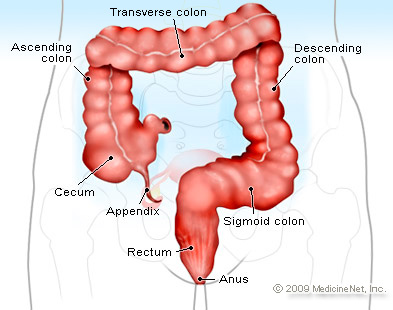 Transverse colon
Ascending
colon
Descending
colon
Cecum
Appendix
Sigmoid colon
Rectum
Anus
© 2009 MedicineNet, Inc.